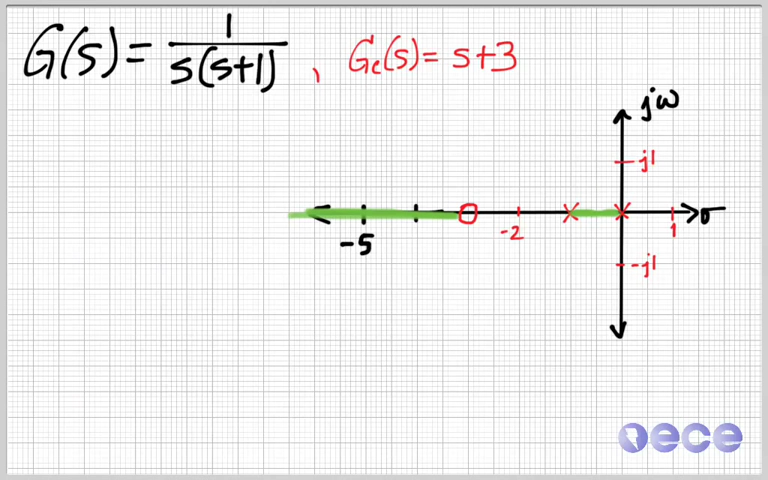 G(s) = 1/s(s+1) , Gc(s) = s+3
jω
j1
-5 -2 1 σ
-j1
ece